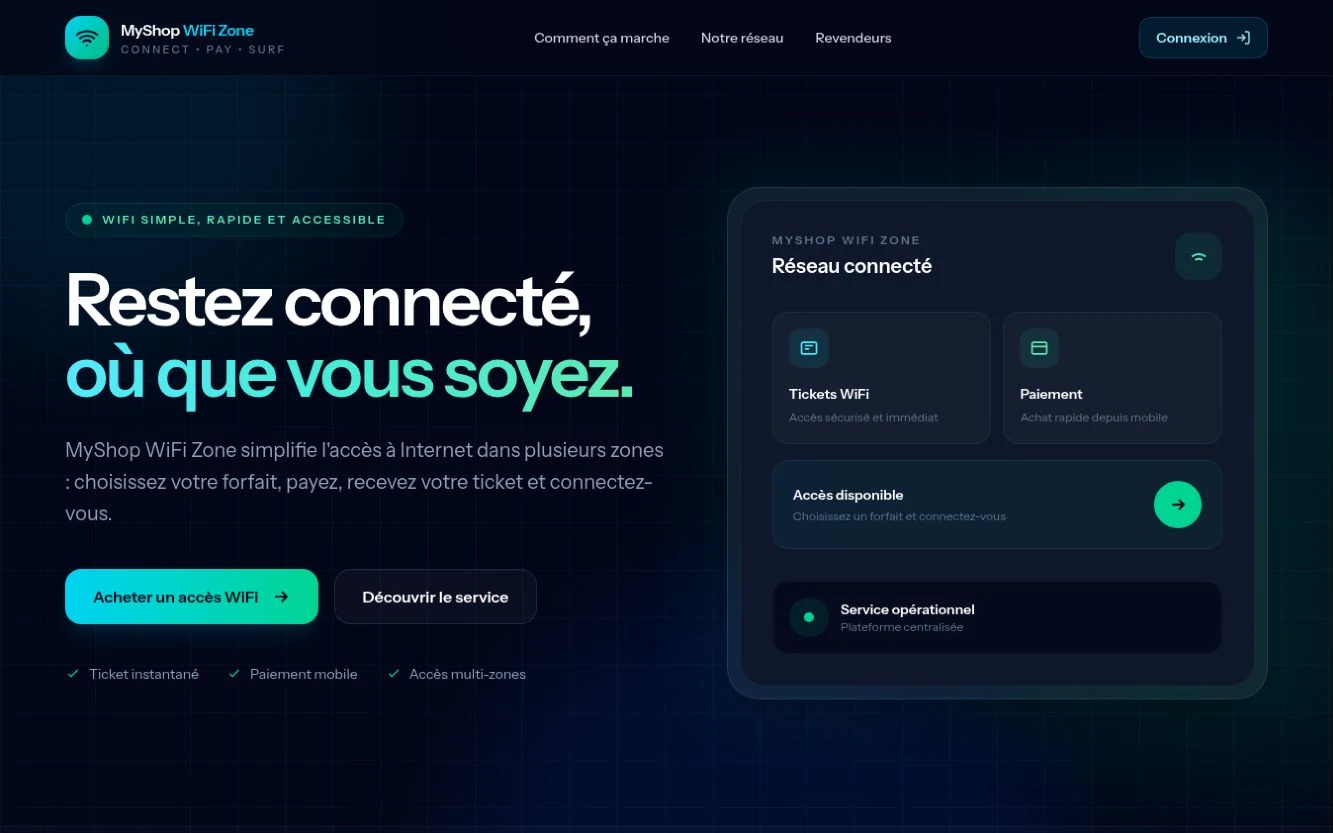 MyShop WiFi Zone
CONNECT • PAY • SURF
Comment ça marche
Notre réseau
Revendeurs
Connexion
WIFI SIMPLE, RAPIDE ET ACCESSIBLE
Restez connecté,
où que vous soyez.
MyShop WiFi Zone simplifie l'accès à Internet dans plusieurs zones
: choisissez votre forfait, payez, recevez votre ticket et connectez-
vous.
Acheter un accès WiFi
Découvrir le service
Ticket instantané
Paiement mobile
Accès multi-zones
MYSHOP WIFI ZONE
Réseau connecté
Tickets WiFi
Accès sécurisé et immédiat
Paiement
Achat rapide depuis mobile
Accès disponible
Choisissez un forfait et connectez-vous
Service opérationnel
Plateforme centralisée